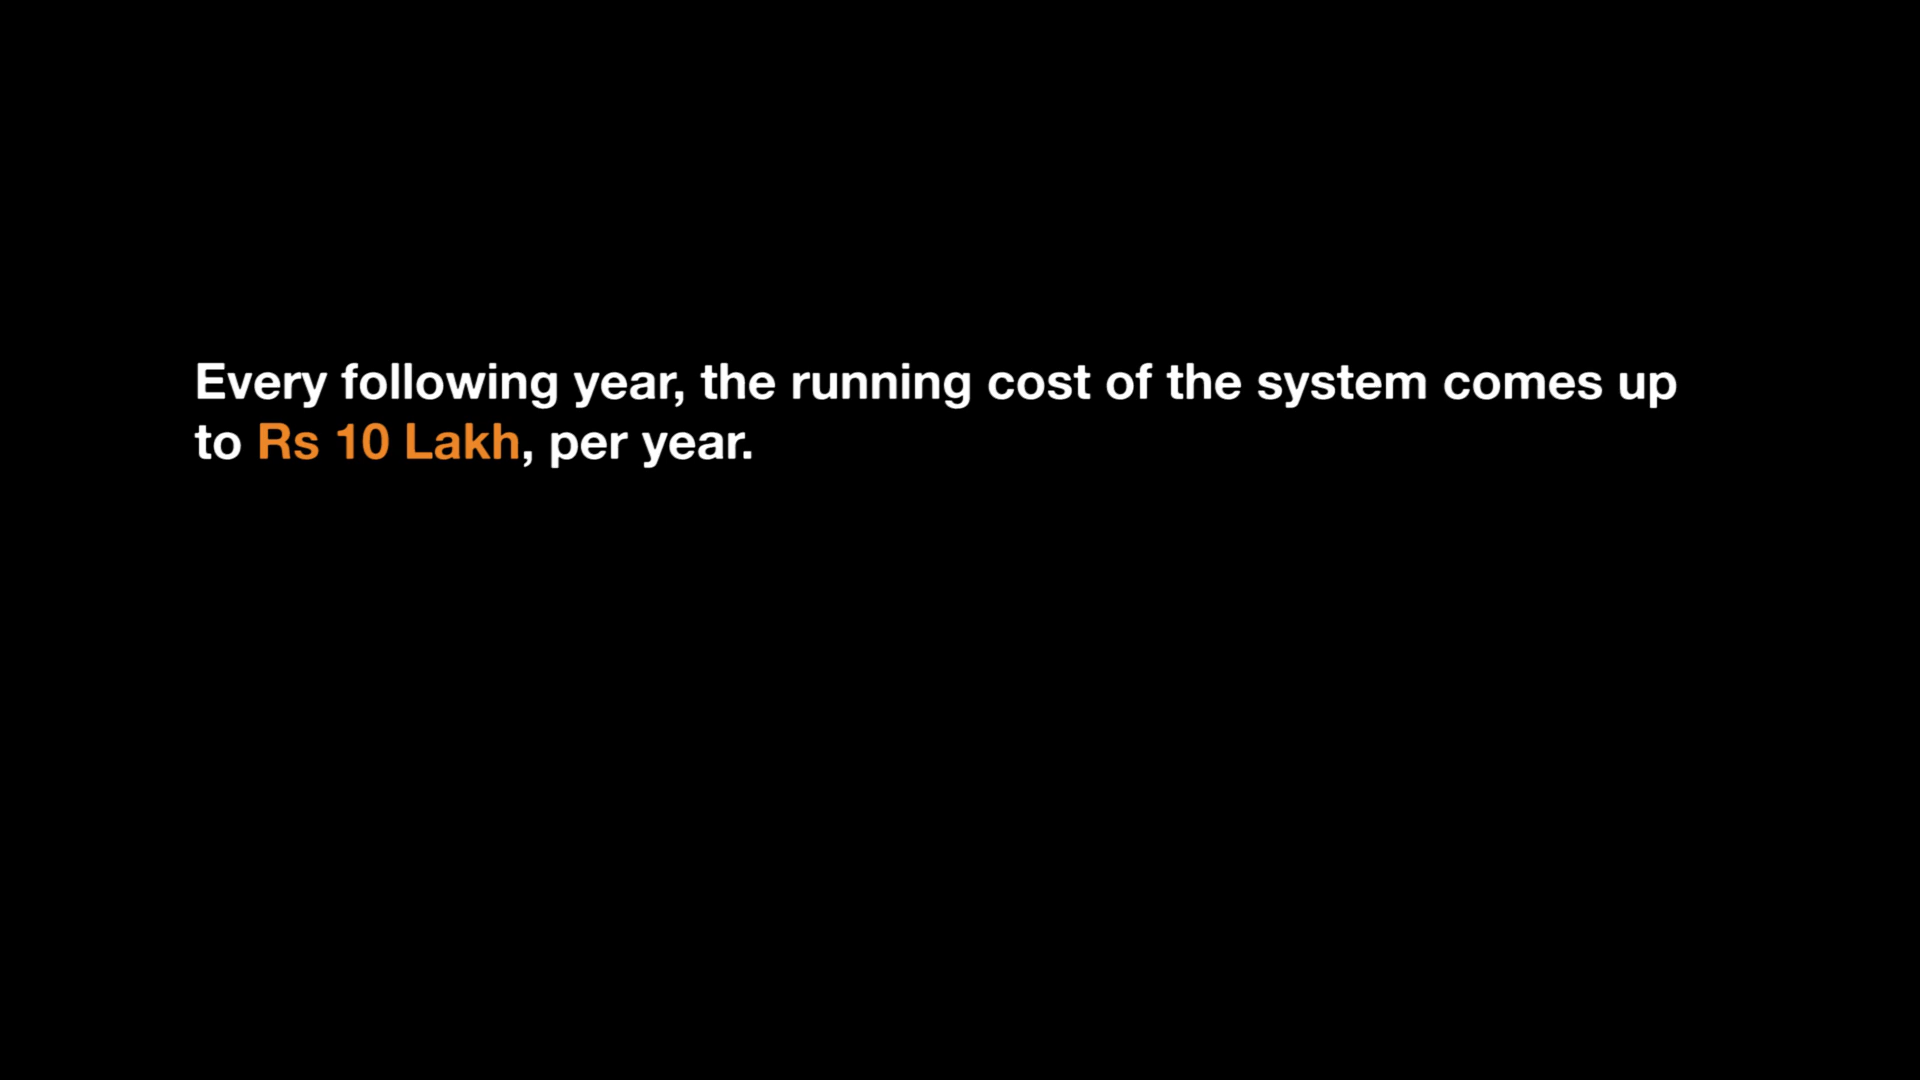 Every following year, the running cost of the system comes up
to Rs 10 Lakh, per year.